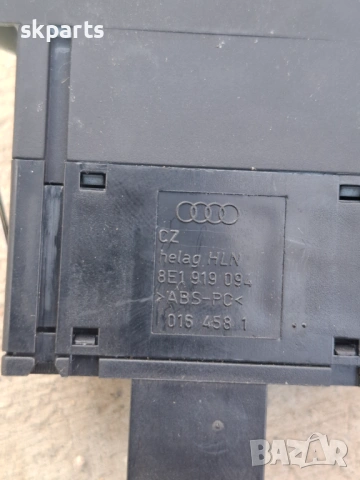 skparts
CZ
helag HLN
8E1 919 094
>ABS-PC<
016 458 1
BAZAR